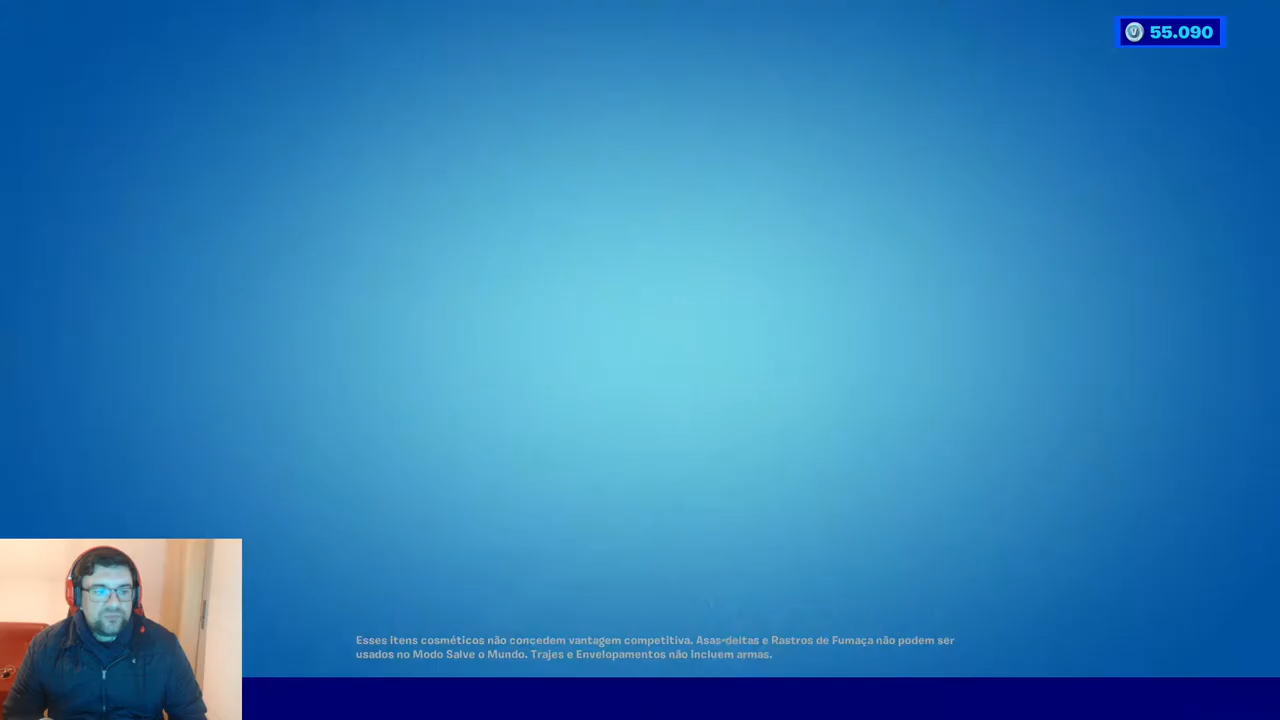 55.090
Esses itens cosméticos não concedem vantagem competitiva. Asas-deltas e Rastros de Fumaça não podem ser
usados no Modo Salve o Mundo. Trajes e Envelopamentos não incluem armas.